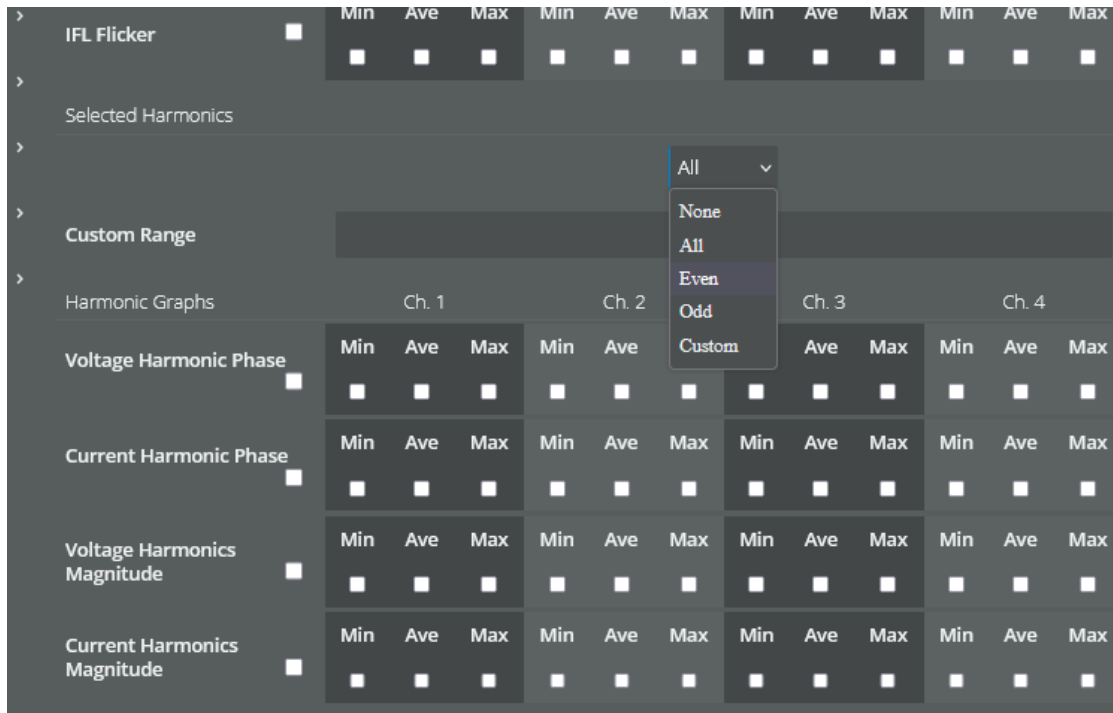 Min Ave Max Min Ave Max Min Ave Max Min Ave Max
IFL Flicker
Selected Harmonics
All
None
Custom Range
All
Even
Harmonic Graphs Ch. 1 Ch. 2 Ch. 3 Ch. 4
Odd
Custom
Voltage Harmonic Phase
Min Ave Max Min Ave Ave Max Min Ave Max
Current Harmonic Phase
Min Ave Max Min Ave Max Min Ave Max Min Ave Max
Voltage Harmonics
Magnitude
Min Ave Max Min Ave Max Min Ave Max Min Ave Max
Current Harmonics
Magnitude
Min Ave Max Min Ave Max Min Ave Max Min Ave Max